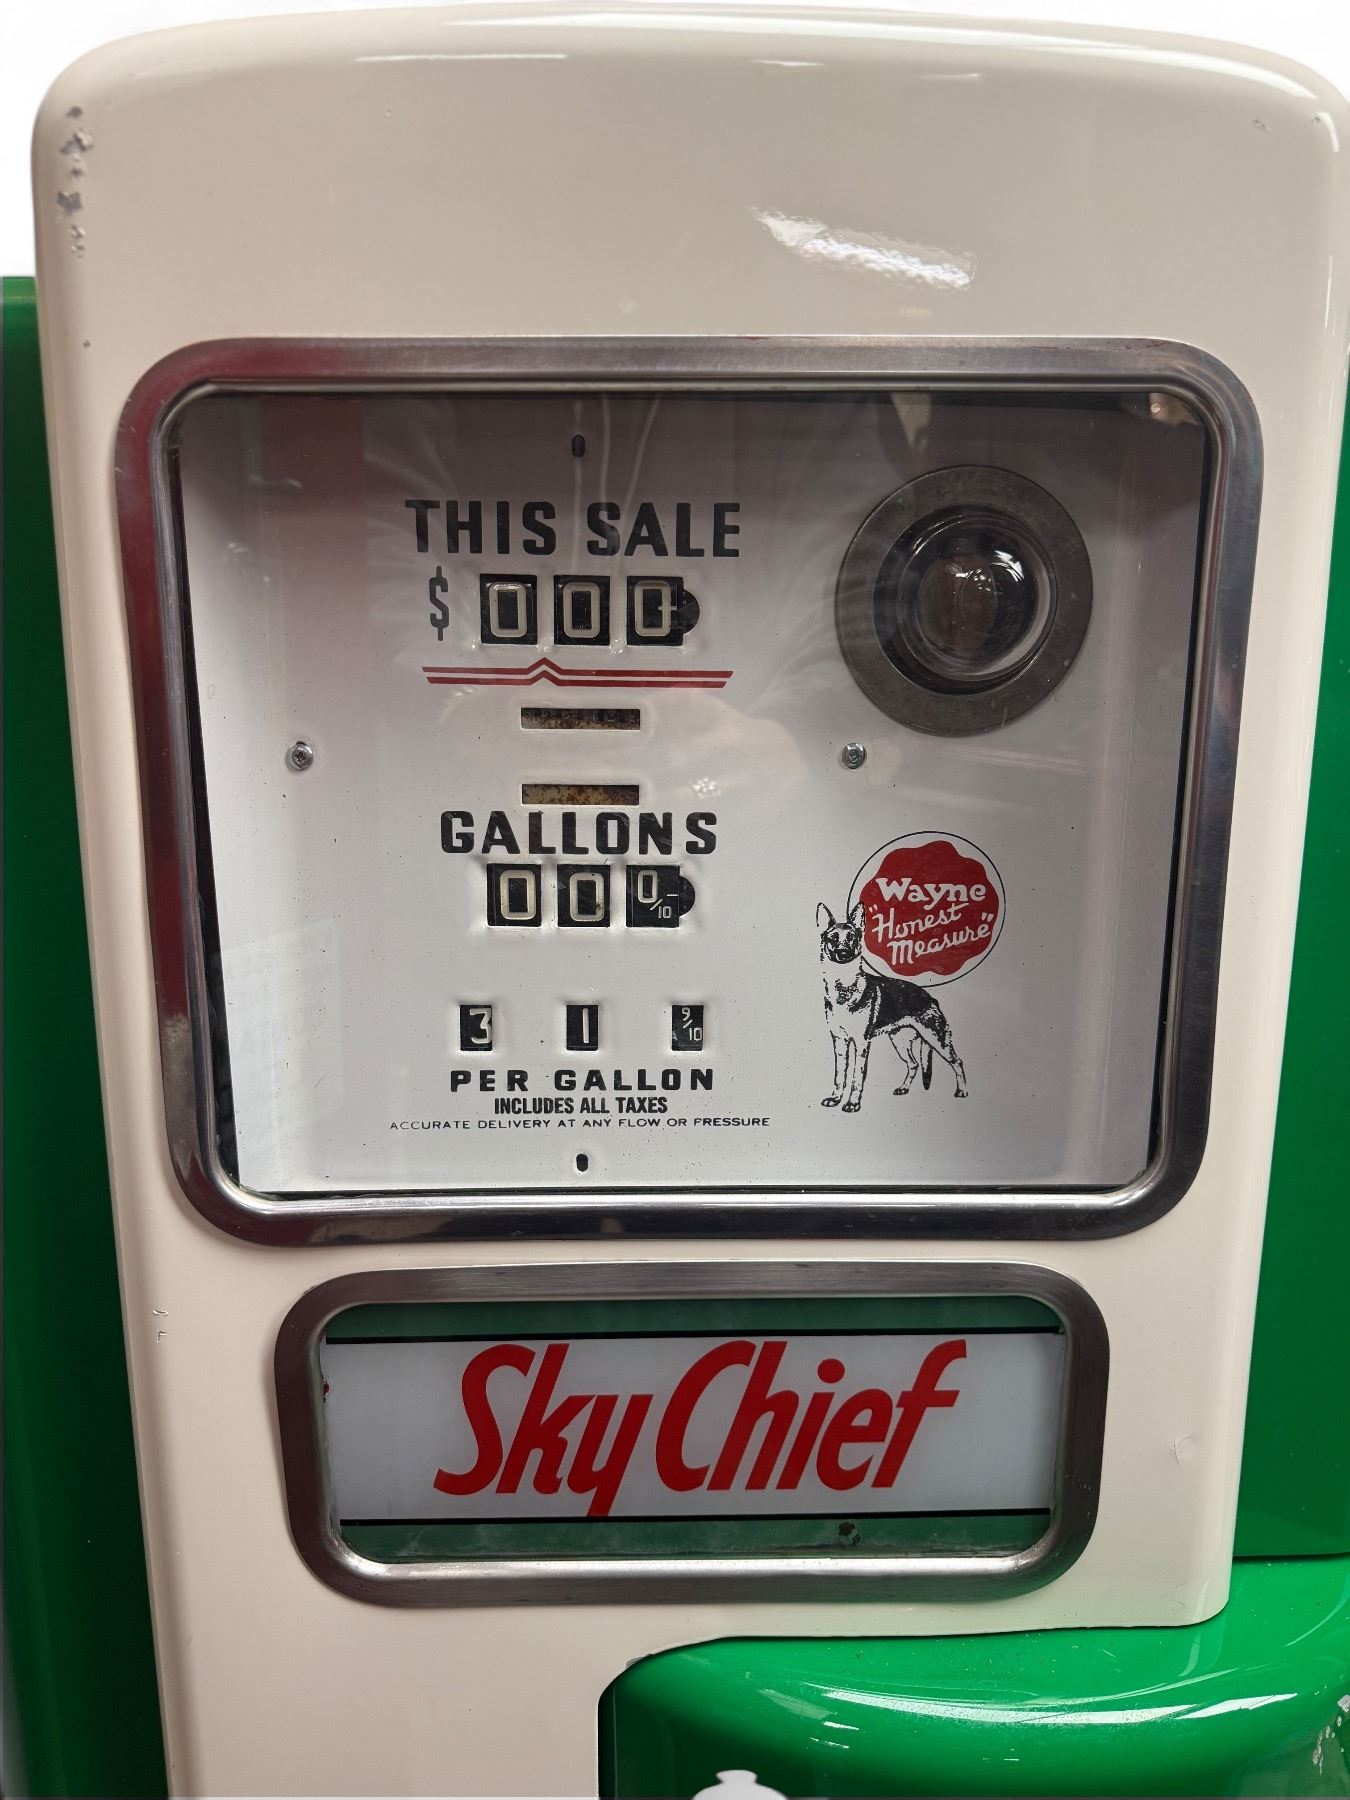 THIS SALE
$ 0 0 0
GALLONS
0 0 0/10
3 1 9/10
PER GALLON
INCLUDES ALL TAXES
ACCURATE DELIVERY AT ANY FLOW OR PRESSURE
Wayne
"Honest
Measure"
Sky Chief